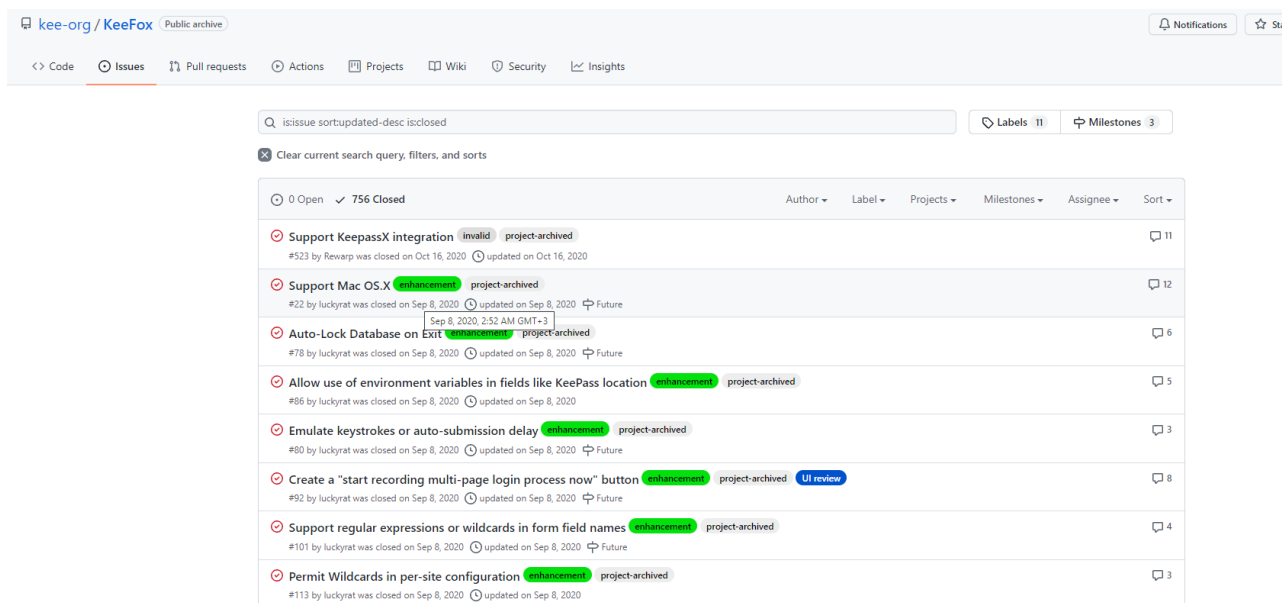 kee-org / KeeFox Public archive Notifications
Code Issues Pull requests Actions Projects Wiki Security Insights
is:issue sort:updated-desc is:closed Labels 11 Milestones 3
Clear current search query, filters, and sorts
0 Open 756 Closed Author Label Projects Milestones Assignee Sort
Support KeepassX integration invalid project-archived 11
#523 by Rewarp was closed on Oct 16, 2020 updated on Oct 16, 2020
Support Mac OS.X enhancement project-archived 12
#22 by luckyrat was closed on Sep 8, 2020 updated on Sep 8, 2020 Future
Sep 8, 2020, 2:52 AM GMT+3
Auto-Lock Database on Exit enhancement project-archived 6
#78 by luckyrat was closed on Sep 8, 2020 updated on Sep 8, 2020 Future
Allow use of environment variables in fields like KeePass location enhancement project-archived 5
#86 by luckyrat was closed on Sep 8, 2020 updated on Sep 8, 2020
Emulate keystrokes or auto-submission delay enhancement project-archived 3
#80 by luckyrat was closed on Sep 8, 2020 updated on Sep 8, 2020 Future
Create a "start recording multi-page login process now" button enhancement project-archived UI review 8
#92 by luckyrat was closed on Sep 8, 2020 updated on Sep 8, 2020 Future
Support regular expressions or wildcards in form field names enhancement project-archived 4
#101 by luckyrat was closed on Sep 8, 2020 updated on Sep 8, 2020 Future
Permit Wildcards in per-site configuration enhancement project-archived 3
#113 by luckyrat was closed on Sep 8, 2020 updated on Sep 8, 2020